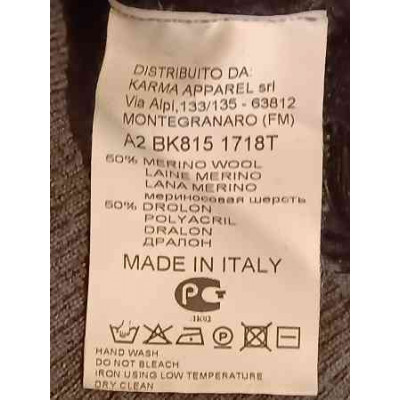 DISTRIBUITO DA:
KARMA APPAREL srl
Via Alpi,133/135 - 63812
MONTEGRANARO (FM)
A2 BK815 1718T
50% MERINO WOOL
LAINE MERINO
LANA MERINO
мериносовая шерсть
50% DROLON
POLYACRIL
DRALON
ДРАЛОН
MADE IN ITALY
HAND WASH
DO NOT BLEACH
IRON USING LOW TEMPERATURE
DRY CLEAN